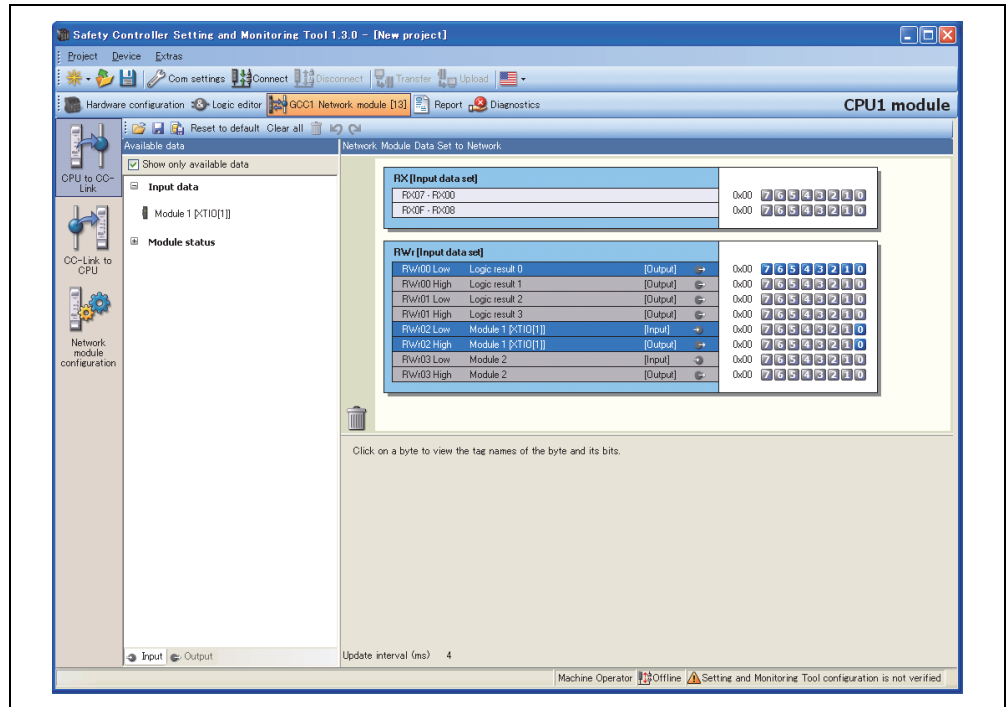 Safety Controller Setting and Monitoring Tool 1.3.0 - [New project]
Project Device Extras
Com settings Connect Disconnect Transfer Upload
Hardware configuration Logic editor GCC1 Network module [13] Report Diagnostics CPU1 module
Reset to default Clear all
Available data
Network Module Data Set to Network
Show only available data
Input data
Module 1 [XTIO[1]]
Module status
CPU to CC-
Link
CC-Link to
CPU
Network
module
configuration
RX [Input data set]
RX07 - RX00 0x00 7 6 5 4 3 2 1 0
RX0F - RX08 0x00 7 6 5 4 3 2 1 0
RWr [Input data set]
RWr00 Low Logic result 0 [Output] 0x00 7 6 5 4 3 2 1 0
RWr00 High Logic result 1 [Output] 0x00 7 6 5 4 3 2 1 0
RWr01 Low Logic result 2 [Output] 0x00 7 6 5 4 3 2 1 0
RWr01 High Logic result 3 [Output] 0x00 7 6 5 4 3 2 1 0
RWr02 Low Module 1 [XTIO[1]] [Input] 0x00 7 6 5 4 3 2 1 0
RWr02 High Module 1 [XTIO[1]] [Output] 0x00 7 6 5 4 3 2 1 0
RWr03 Low Module 2 [Input] 0x00 7 6 5 4 3 2 1 0
RWr03 High Module 2 [Output] 0x00 7 6 5 4 3 2 1 0
Click on a byte to view the tag names of the byte and its bits.
Input Output
Update interval (ms) 4
Machine Operator Offline Setting and Monitoring Tool configuration is not verified